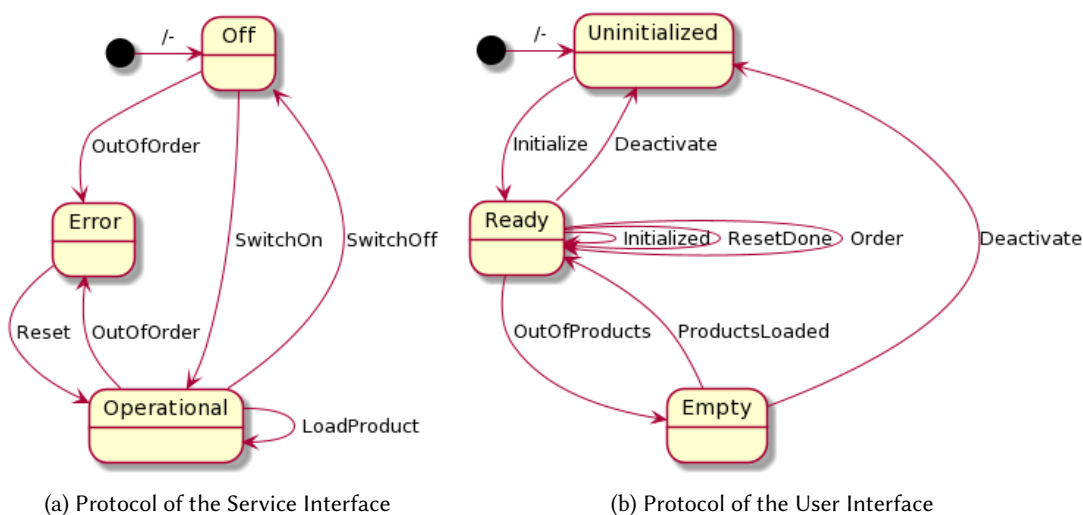 /-
Off
OutOfOrder
Error
SwitchOn
SwitchOff
Reset
OutOfOrder
Operational
LoadProduct
(a) Protocol of the Service Interface
/-
Uninitialized
Initialize
Deactivate
Ready
Initialized
ResetDone
Order
Deactivate
OutOfProducts
ProductsLoaded
Empty
(b) Protocol of the User Interface